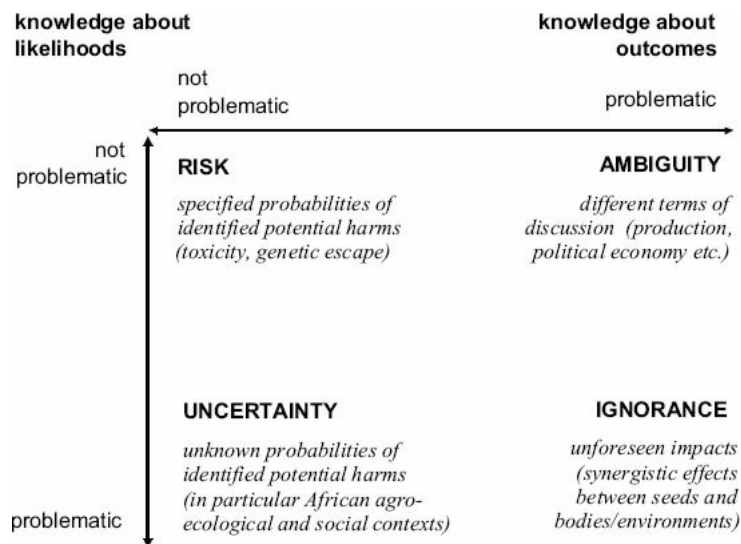 knowledge about
likelihoods
knowledge about
outcomes
not
problematic
problematic
not
problematic
RISK
specified probabilities of
identified potential harms
(toxicity, genetic escape)
AMBIGUITY
different terms of
discussion (production,
political economy etc.)
UNCERTAINTY
unknown probabilities of
identified potential harms
(in particular African agro-
ecological and social contexts)
IGNORANCE
unforeseen impacts
(synergistic effects
between seeds and
bodies/environments)
problematic